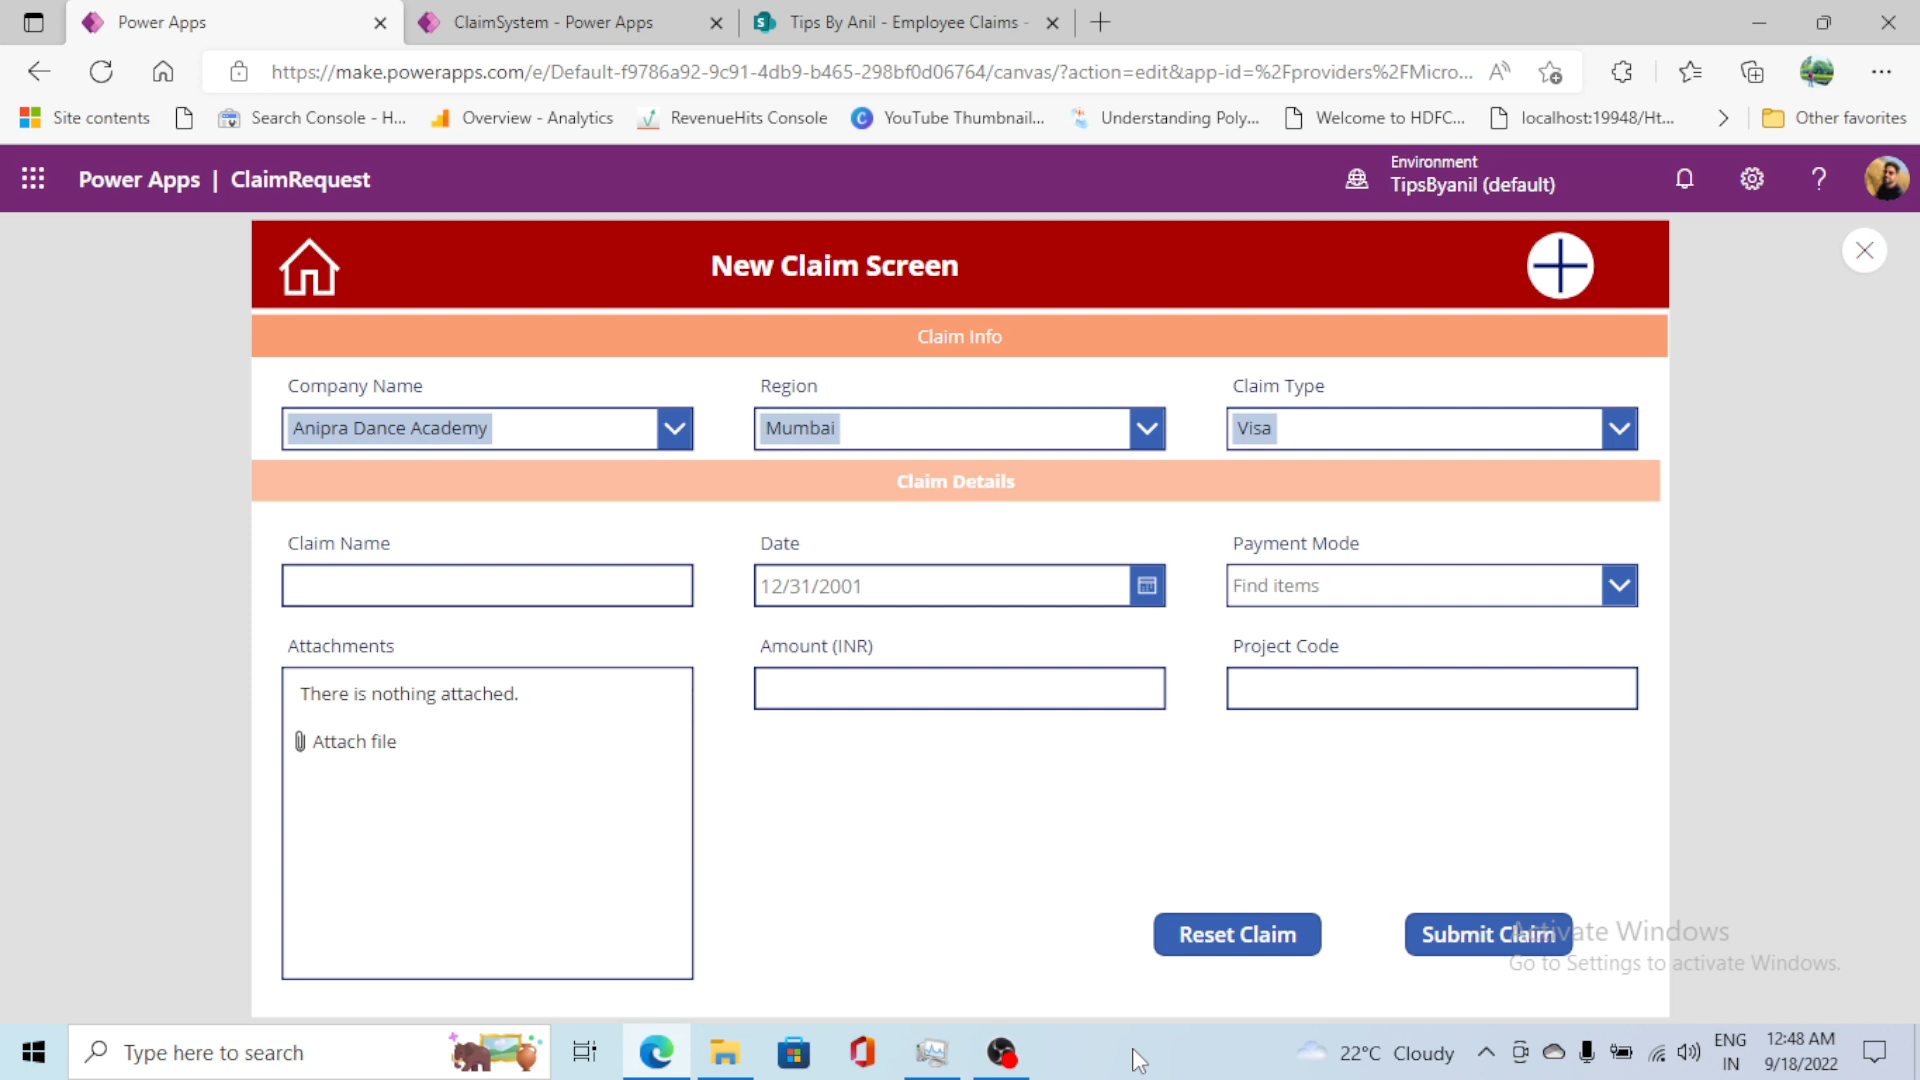 Power Apps
ClaimSystem - Power Apps
Tips By Anil - Employee Claims -
https://make.powerapps.com/e/Default-f9786a92-9c91-4db9-b465-298bf0d06764/canvas/?action=edit&app-id=%2Fproviders%2FMicro...
Site contents
Search Console - H...
Overview - Analytics
RevenueHits Console
YouTube Thumbnail...
Understanding Poly...
Welcome to HDFC...
localhost:19948/Ht...
Other favorites
Power Apps | ClaimRequest
Environment
TipsByanil (default)
New Claim Screen
Claim Info
Company Name
Region
Claim Type
Anipra Dance Academy
Mumbai
Visa
Claim Details
Claim Name
Date
Payment Mode
12/31/2001
Find items
Attachments
Amount (INR)
Project Code
There is nothing attached.
Attach file
Reset Claim
Submit Claim
Activate Windows
Go to Settings to activate Windows.
Type here to search
22°C Cloudy
ENG
IN
12:48 AM
9/18/2022